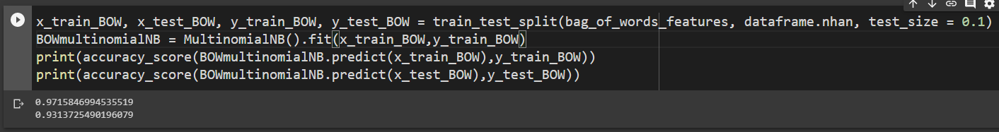 x_train_BOW, x_test_BOW, y_train_BOW, y_test_BOW = train_test_split(bag_of_words_features, dataframe.nhan, test_size = 0.1)
BOWmultinomialNB = MultinomialNB().fit(x_train_BOW,y_train_BOW)
print(accuracy_score(BOWmultinomialNB.predict(x_train_BOW),y_train_BOW))
print(accuracy_score(BOWmultinomialNB.predict(x_test_BOW),y_test_BOW))
0.9715846994535519
0.9313725490196079